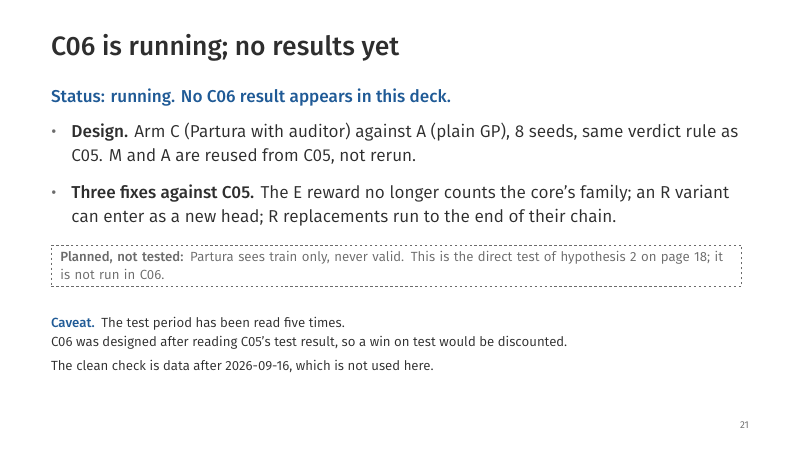 C06 is running; no results yet
Status: running. No C06 result appears in this deck.
• Design. Arm C (Partura with auditor) against A (plain GP), 8 seeds, same verdict rule as
C05. M and A are reused from C05, not rerun.
• Three fixes against C05. The E reward no longer counts the core’s family; an R variant
can enter as a new head; R replacements run to the end of their chain.
Planned, not tested: Partura sees train only, never valid. This is the direct test of hypothesis 2 on page 18; it
is not run in C06.
Caveat. The test period has been read five times.
C06 was designed after reading C05’s test result, so a win on test would be discounted.
The clean check is data after 2026-09-16, which is not used here.
21